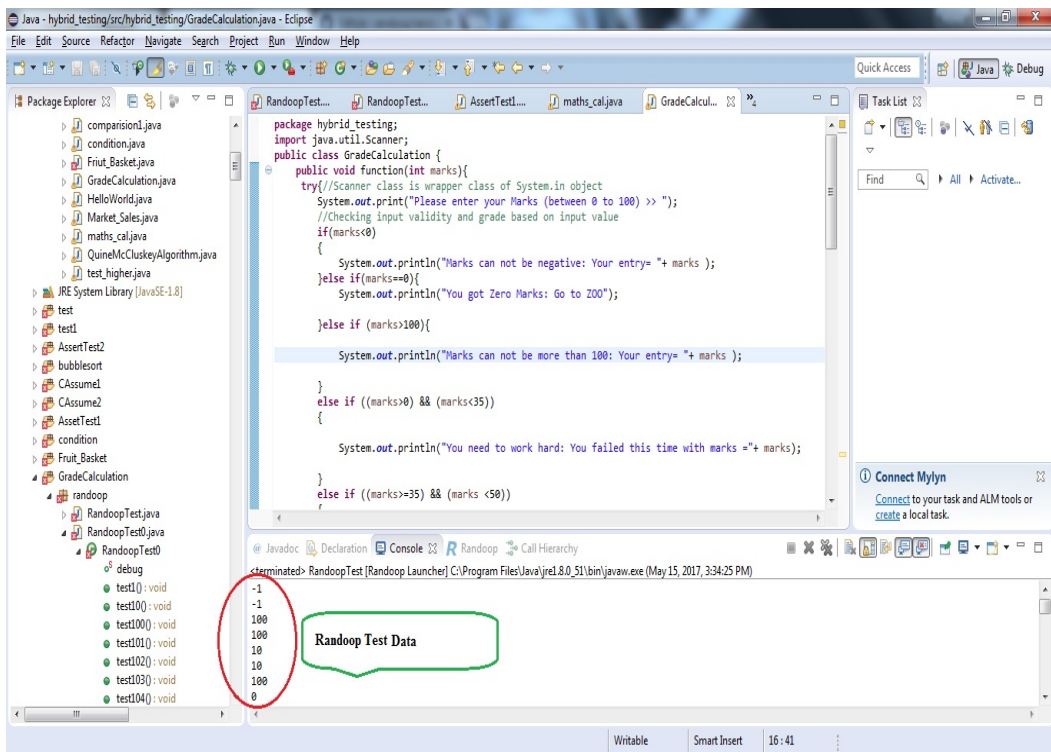 Java - hybrid_testing/src/hybrid_testing/GradeCalculation.java - Eclipse
File Edit Source Refactor Navigate Search Project Run Window Help
Quick Access
Java
Debug
Package Explorer
comparision1.java
condition.java
Friut_Basket.java
GradeCalculation.java
HelloWorld.java
Market_Sales.java
maths_cal.java
QuineMcCluskeyAlgorithm.java
test_higher.java
JRE System Library [JavaSE-1.8]
test
test1
AssertTest2
bubblesort
CAssume1
CAssume2
AssetTest1
condition
Fruit_Basket
GradeCalculation
randoop
RandoopTest.java
RandoopTest0.java
RandoopTest0
debug
test1() : void
test10() : void
test100() : void
test101() : void
test102() : void
test103() : void
test104() : void
RandoopTest.... RandoopTest... AssertTest1.... maths_cal.java GradeCalcul... »4
package hybrid_testing;
import java.util.Scanner;
public class GradeCalculation {
public void function(int marks){
try{//Scanner class is wrapper class of System.in object
System.out.print("Please enter your Marks (between 0 to 100) >> ");
//Checking input validity and grade based on input value
if(marks<0)
{
System.out.println("Marks can not be negative: Your entry= "+ marks );
}else if(marks==0){
System.out.println("You got Zero Marks: Go to ZOO");
}else if (marks>100){
System.out.println("Marks can not be more than 100: Your entry= "+ marks );
}
else if ((marks>0) && (marks<35))
{
System.out.println("You need to work hard: You failed this time with marks ="+ marks);
}
else if ((marks>=35) && (marks <50))
{
Task List
Find All Activate...
Connect Mylyn
Connect to your task and ALM tools or
create a local task.
@ Javadoc Declaration Console Randoop Call Hierarchy
<terminated> RandoopTest [Randoop Launcher] C:\Program Files\Java\jre1.8.0_51\bin\javaw.exe (May 15, 2017, 3:34:25 PM)
-1
-1
100
100
10
10
100
0
Randoop Test Data
Writable Smart Insert 16 : 41